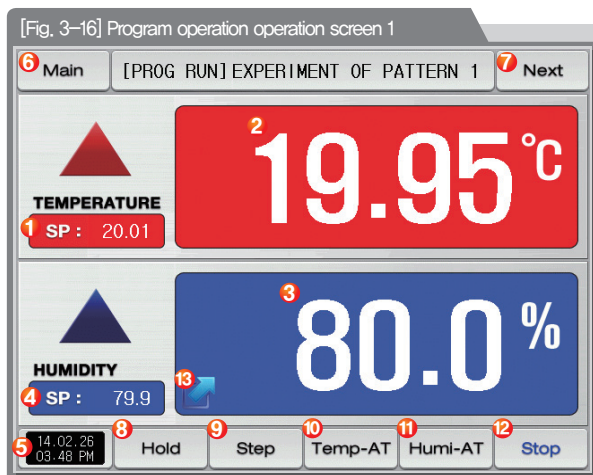 [Fig. 3-16] Program operation operation screen 1
6 Main [PROG RUN] EXPERIMENT OF PATTERN 1 7 Next
2 19.95 °C
TEMPERATURE
1 SP : 20.01
3 80.0 %
HUMIDITY
4 SP : 79.9
13
5 14.02.26
03:48 PM
8 Hold 9 Step 10 Temp-AT 11 Humi-AT 12 Stop